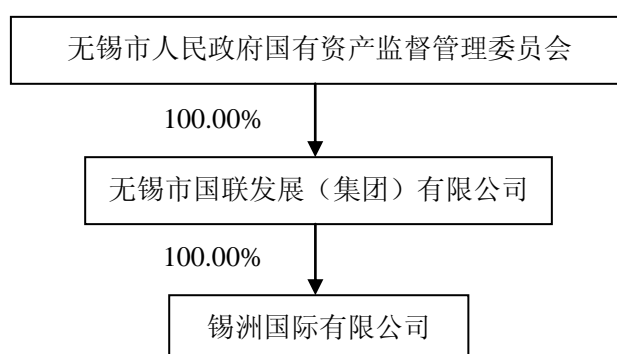 无锡市人民政府国有资产监督管理委员会
100.00%
无锡市国联发展（集团）有限公司
100.00%
锡洲国际有限公司